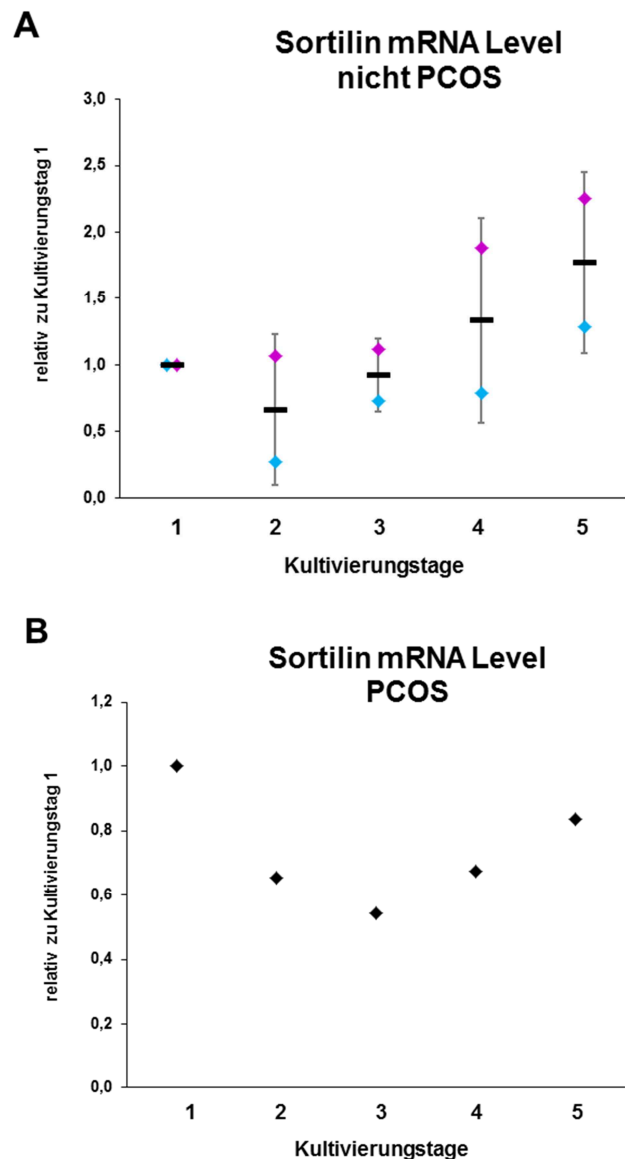 A
Sortilin mRNA Level
nicht PCOS
relativ zu Kultivierungstag 1
3,0
2,5
2,0
1,5
1,0
0,5
0,0
1 2 3 4 5
Kultivierungstage
B
Sortilin mRNA Level
PCOS
relativ zu Kultivierungstag 1
1,2
1,0
0,8
0,6
0,4
0,2
0,0
1 2 3 4 5
Kultivierungstage